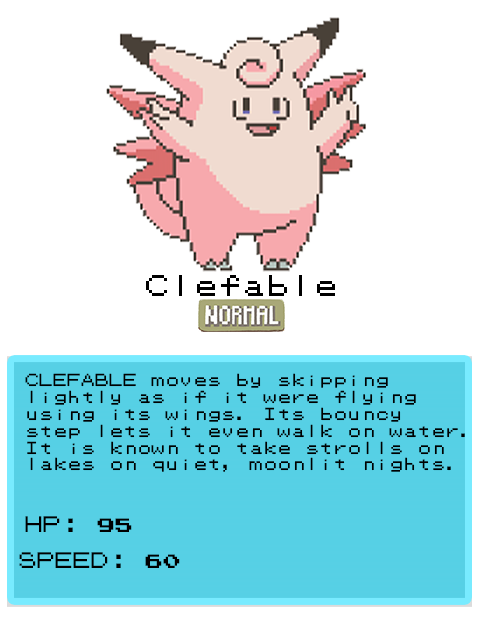 Clefable
NORMAL
CLEFABLE moves by skipping
lightly as if it were flying
using its wings. Its bouncy
step lets it even walk on water.
It is known to take strolls on
lakes on quiet, moonlit nights.
HP: 95
SPEED: 60